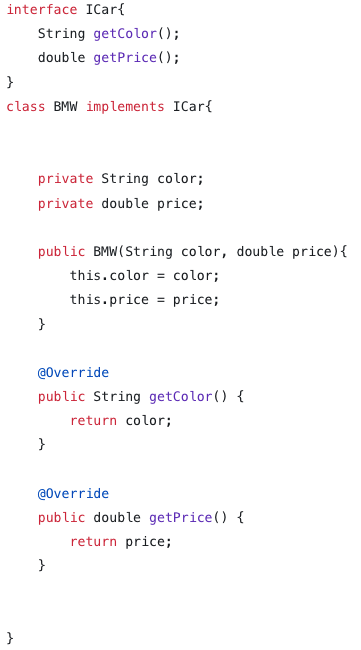 interface ICar{
    String getColor();
    double getPrice();
}
class BMW implements ICar{
    private String color;
    private double price;
    public BMW(String color, double price){
        this.color = color;
        this.price = price;
    }
    @Override
    public String getColor() {
        return color;
    }
    @Override
    public double getPrice() {
        return price;
    }
}